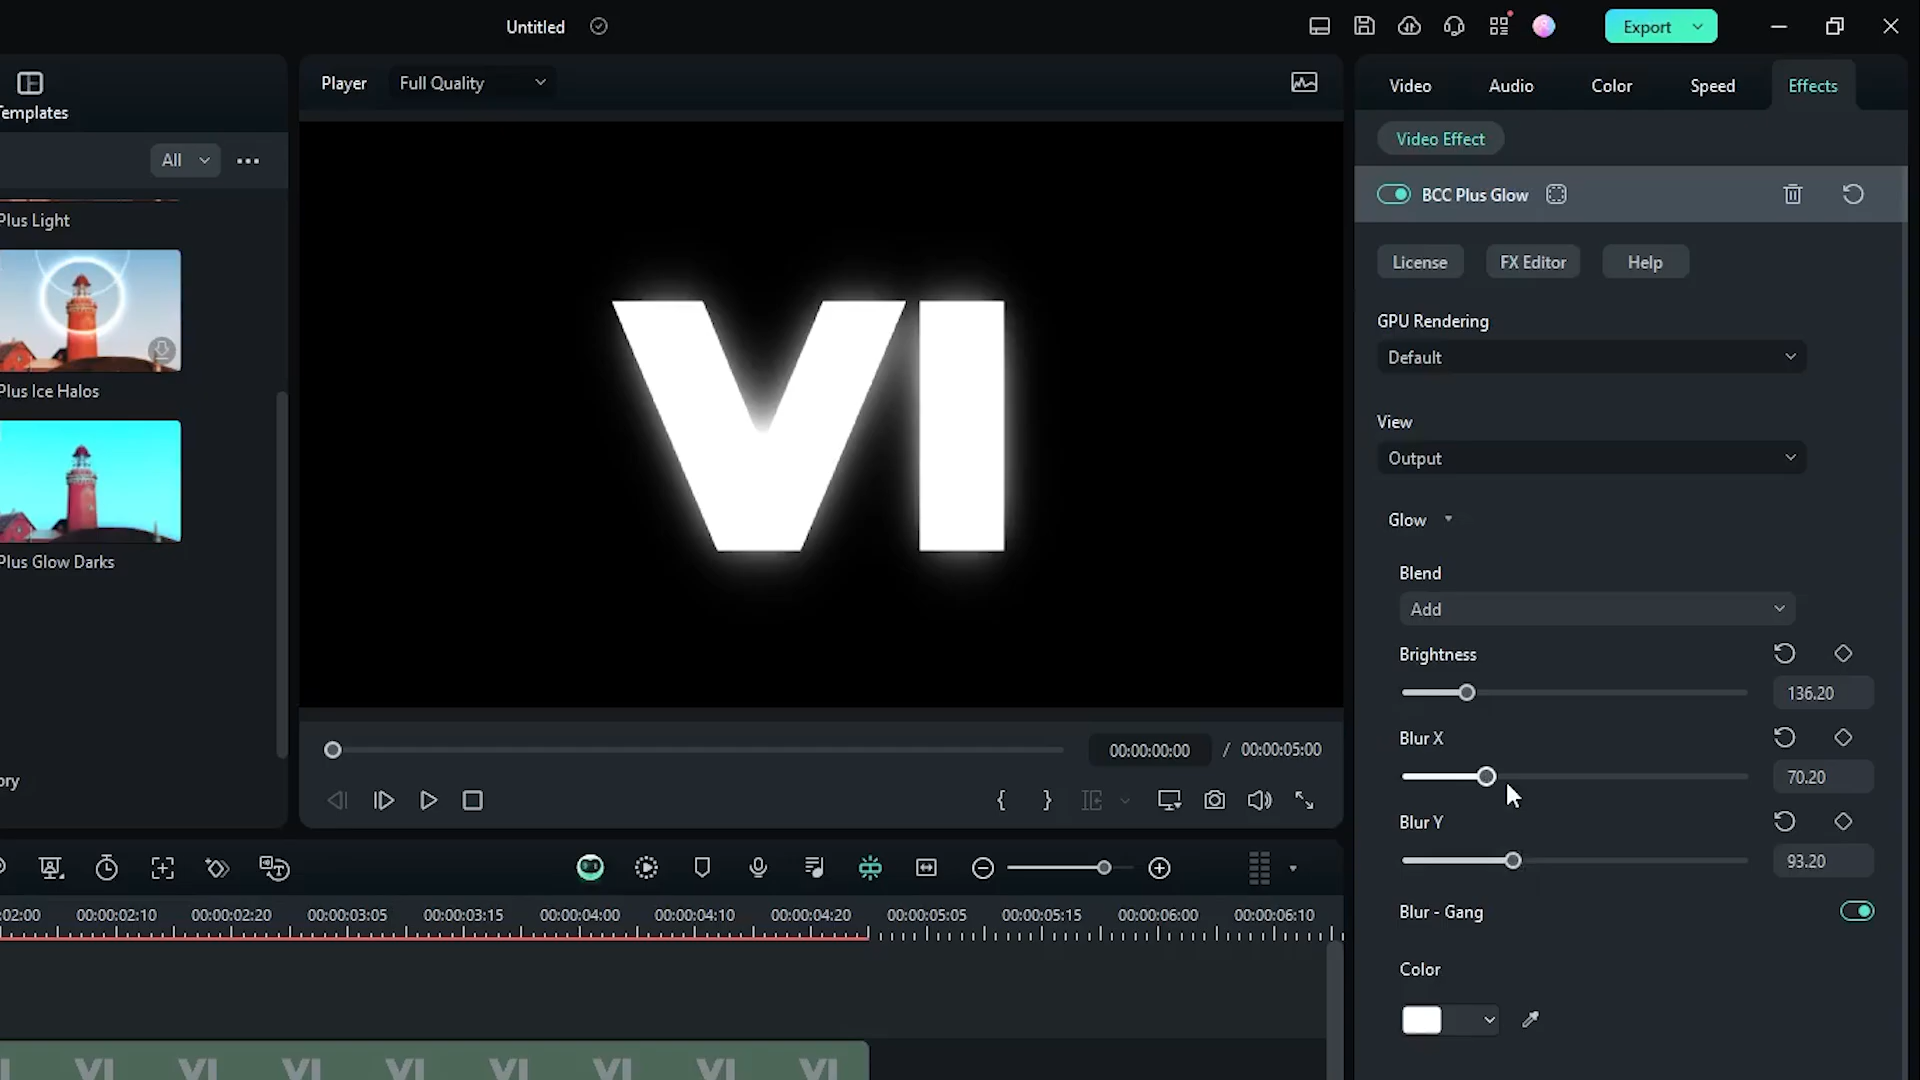 Untitled
Export
Templates
All
Plus Light
Plus Ice Halos
Plus Glow Darks
ory
Player
Full Quality
VI
00:00:00:00 / 00:00:05:00
Video
Audio
Color
Speed
Effects
Video Effect
BCC Plus Glow
License
FX Editor
Help
GPU Rendering
Default
View
Output
Glow
Blend
Add
Brightness
136.20
Blur X
70.20
Blur Y
93.20
Blur - Gang
Color
:02:00 00:00:02:10 00:00:02:20 00:00:03:05 00:00:03:15 00:00:04:00 00:00:04:10 00:00:04:20 00:00:05:05 00:00:05:15 00:00:06:00 00:00:06:10
VI VI VI VI VI VI VI VI